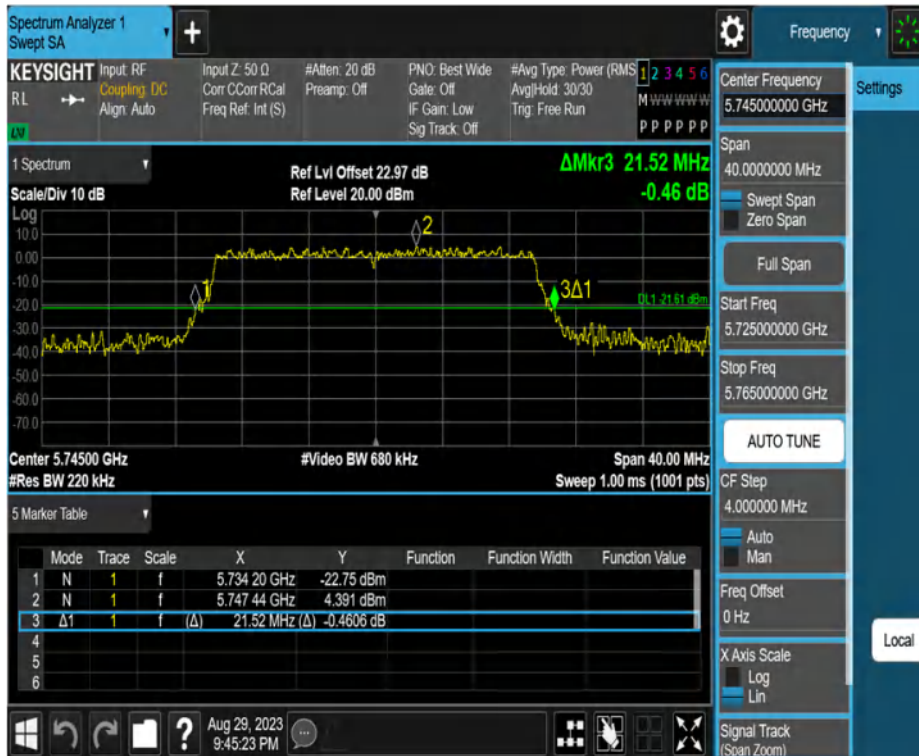 Spectrum Analyzer 1
Swept SA
+
Frequency
KEYSIGHT
RL
Input: RF
Coupling: DC
Align: Auto
Input Z: 50 Ω
Corr CCorr RCal
Freq Ref: Int (S)
#Atten: 20 dB
Preamp: Off
PNO: Best Wide
Gate: Off
IF Gain: Low
Sig Track: Off
#Avg Type: Power (RMS
Avg|Hold: 30/30
Trig: Free Run
1 2 3 4 5 6
M W W W W W
P P P P P P
LXI
1 Spectrum
Scale/Div 10 dB
Ref Lvl Offset 22.97 dB
Ref Level 20.00 dBm
ΔMkr3 21.52 MHz
-0.46 dB
Log
10.0
0.00
-10.0
-20.0
-30.0
-40.0
-50.0
-60.0
-70.0
1
2
3Δ1
DL1 -21.61 dBm
Center 5.74500 GHz
#Res BW 220 kHz
#Video BW 680 kHz
Span 40.00 MHz
Sweep 1.00 ms (1001 pts)
5 Marker Table
Mode Trace Scale X Y Function Function Width Function Value
1 N 1 f 5.734 20 GHz -22.75 dBm
2 N 1 f 5.747 44 GHz 4.391 dBm
3 Δ1 1 f (Δ) 21.52 MHz (Δ) -0.4606 dB
4
5
6
?
Aug 29, 2023
9:45:23 PM
Center Frequency
5.745000000 GHz
Span
40.0000000 MHz
Swept Span
Zero Span
Full Span
Start Freq
5.725000000 GHz
Stop Freq
5.765000000 GHz
AUTO TUNE
CF Step
4.000000 MHz
Auto
Man
Freq Offset
0 Hz
X Axis Scale
Log
Lin
Signal Track
(Span Zoom)
Settings
Local